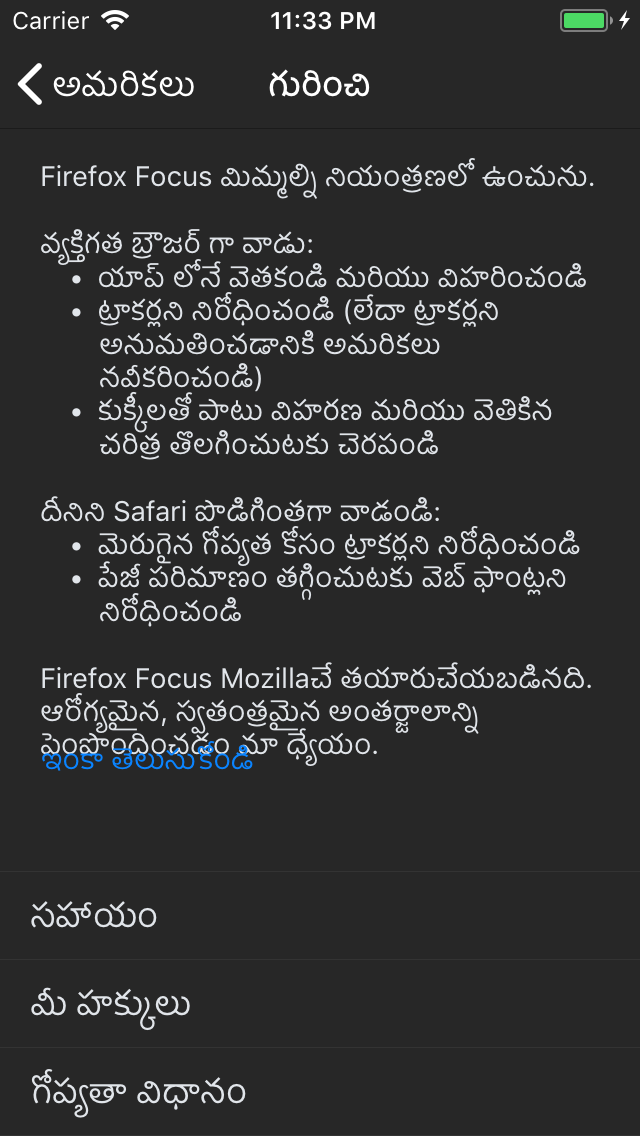 Carrier 11:33 PM
అమరికలు గురించి
Firefox Focus మిమ్మల్ని నియంత్రణలో ఉంచును.
వ్యక్తిగత బ్రౌజర్ గా వాడు:
• యాప్ లోనే వెతకండి మరియు విహరించండి
• ట్రాకర్లని నిరోధించండి (లేదా ట్రాకర్లని
అనుమతించడానికి అమరికలు
నవీకరించండి)
• కుక్కీలతో పాటు విహరణ మరియు వెతికిన
చరిత్ర తొలగించుటకు చెరపండి
దీనిని Safari పొడిగింతగా వాడండి:
• మెరుగైన గోప్యత కోసం ట్రాకర్లని నిరోధించండి
• పేజీ పరిమాణం తగ్గించుటకు వెబ్ ఫాంట్లని
నిరోధించండి
Firefox Focus Mozillaచే తయారుచేయబడినది.
ఆరోగ్యమైన, స్వతంత్రమైన అంతర్జాలాన్ని
పెంపొందించడం మా ధ్యేయం.
ఇంకా తెలుసుకోండి
సహాయం
మీ హక్కులు
గోప్యతా విధానం